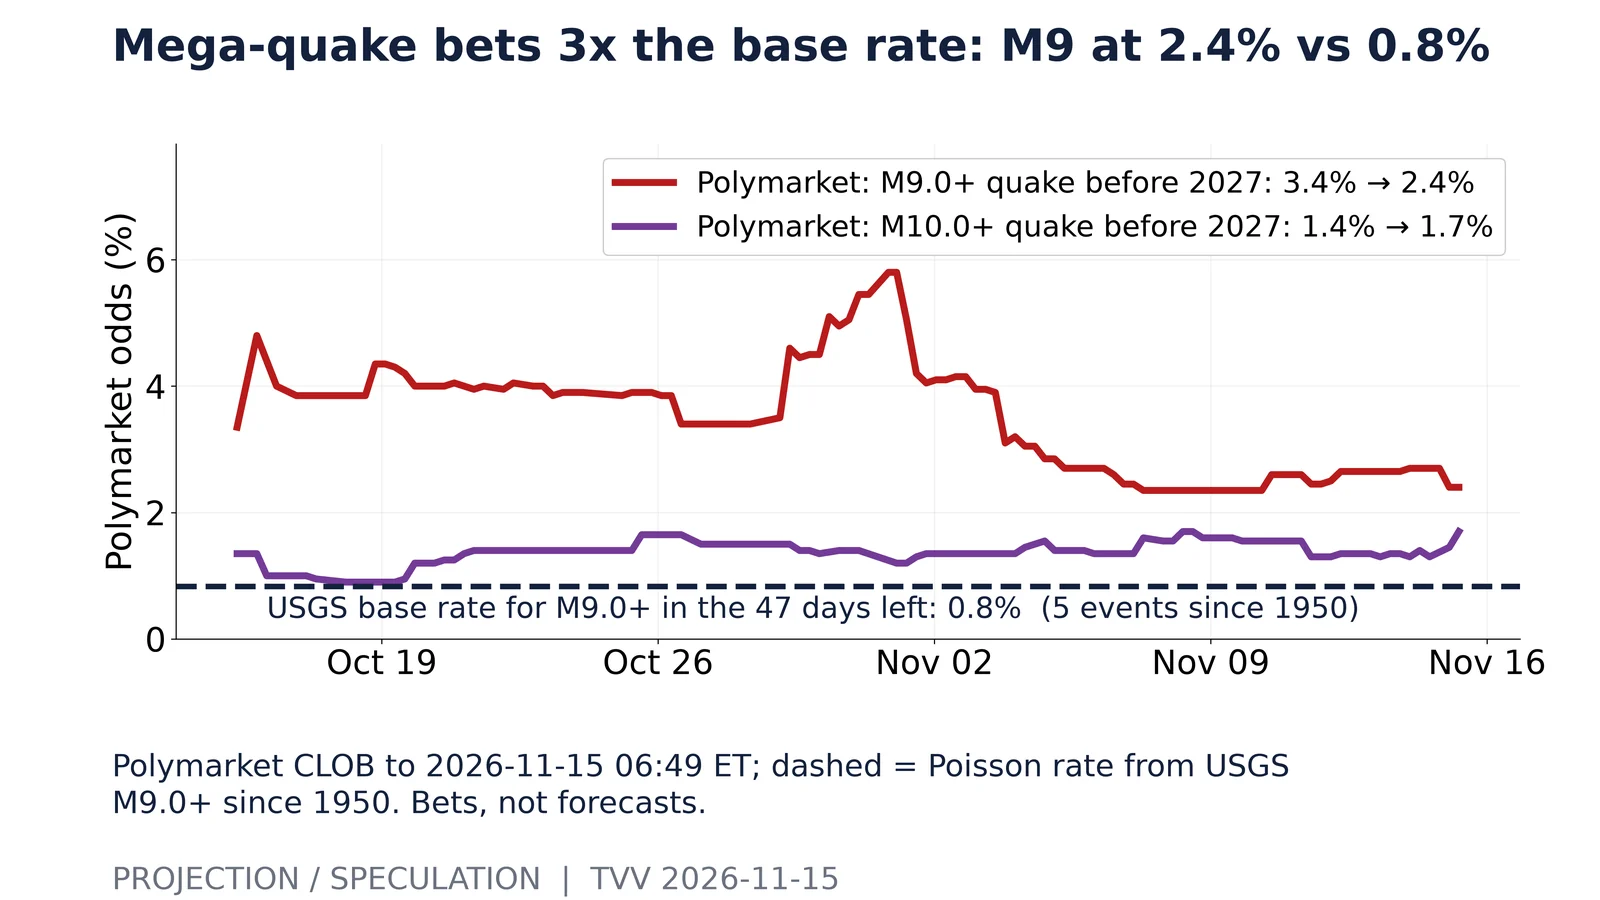 Mega-quake bets 3x the base rate: M9 at 2.4% vs 0.8%
Polymarket: M9.0+ quake before 2027: 3.4% → 2.4%
Polymarket: M10.0+ quake before 2027: 1.4% → 1.7%
Polymarket odds (%)
6
4
2
0
USGS base rate for M9.0+ in the 47 days left: 0.8%  (5 events since 1950)
Oct 19
Oct 26
Nov 02
Nov 09
Nov 16
Polymarket CLOB to 2026-11-15 06:49 ET; dashed = Poisson rate from USGS
M9.0+ since 1950. Bets, not forecasts.
PROJECTION / SPECULATION  |  TVV 2026-11-15